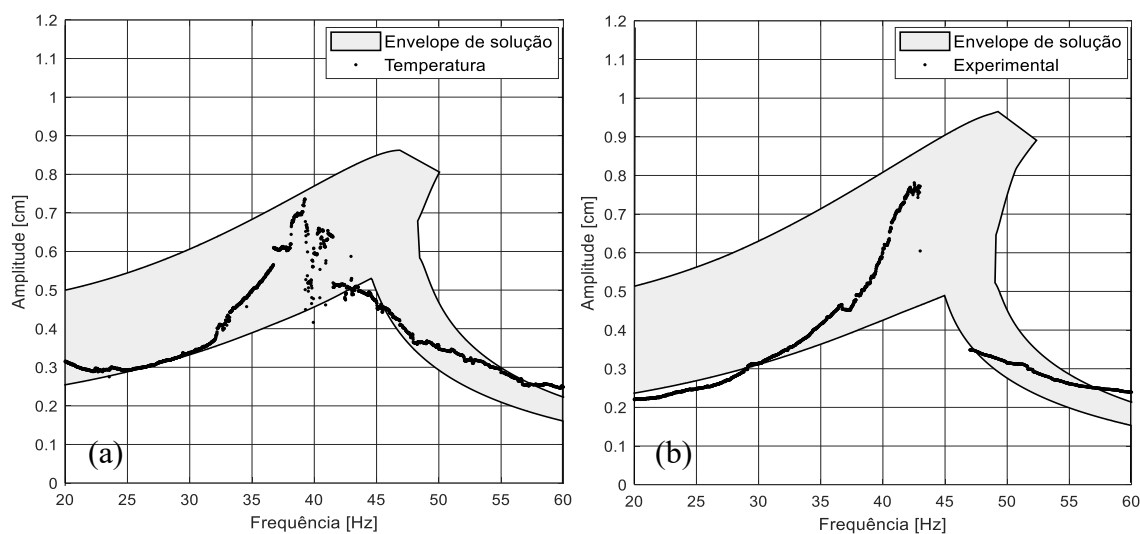 1.2
1.1
1
0.9
0.8
0.7
0.6
0.5
0.4
0.3
0.2
0.1
0
Amplitude [cm]
Envelope de solução
Temperatura
(a)
20 25 30 35 40 45 50 55 60
Frequência [Hz]
1.2
1.1
1
0.9
0.8
0.7
0.6
0.5
0.4
0.3
0.2
0.1
0
Amplitude [cm]
Envelope de solução
Experimental
(b)
20 25 30 35 40 45 50 55 60
Frequência [Hz]